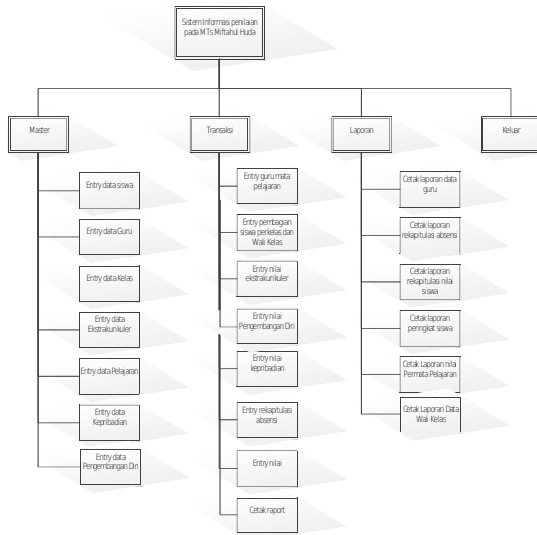 Sistem Informasi penilaian
pada MTs Miftahul Huda
Master
Transaksi
Laporan
Keluar
Entry data siswa
Entry data Guru
Entry data Kelas
Entry data
Ekstrakurikuler
Entry data Pelajaran
Entry data
Kepribadian
Entry data
Pengembangan Diri
Entry guru mata
pelajaran
Entry pembagian
siswa perkelas dan
Wali Kelas
Entry nilai
ekstrakurikuler
Entry nilai
Pengembangan Diri
Entry nilai
kepribadian
Entry rekapitulasi
absensi
Entry nilai
Cetak raport
Cetak laporan data
guru
Cetak laporan
rekapitulasi absensi
Cetak laporan
rekapitulasi nilai
siswa
Cetak laporan
peringkat siswa
Cetak Laporan nilai
Permata Pelajaran
Cetak Laporan Data
Wali Kelas